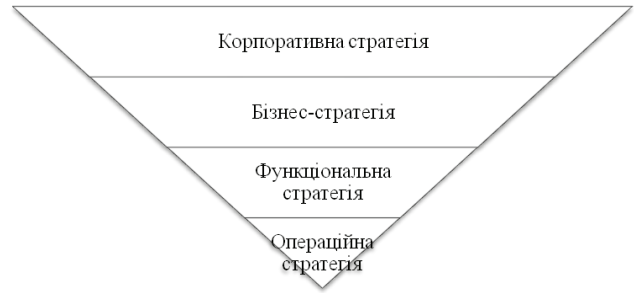 Корпоративна стратегія
Бізнес-стратегія
Функціональна
стратегія
Операційна
стратегія